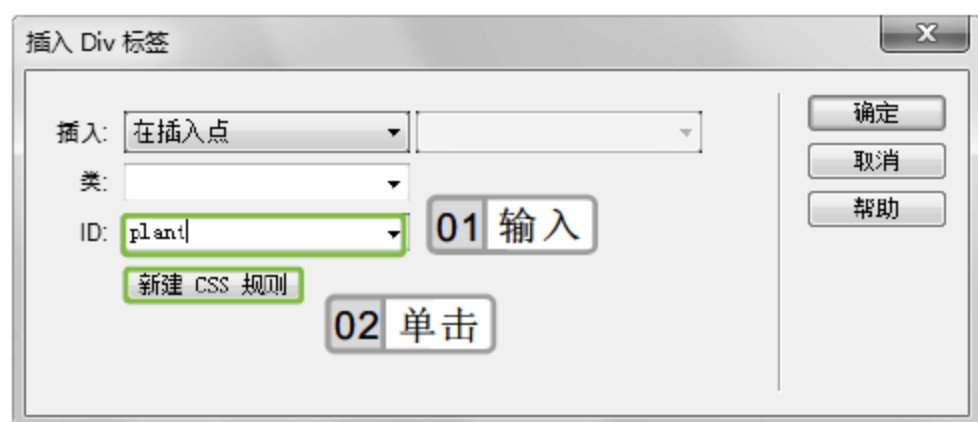 插入 Div 标签
X
插入: 在插入点
确定
类:
取消
ID: plant
01 输入
帮助
新建 CSS 规则
02 单击